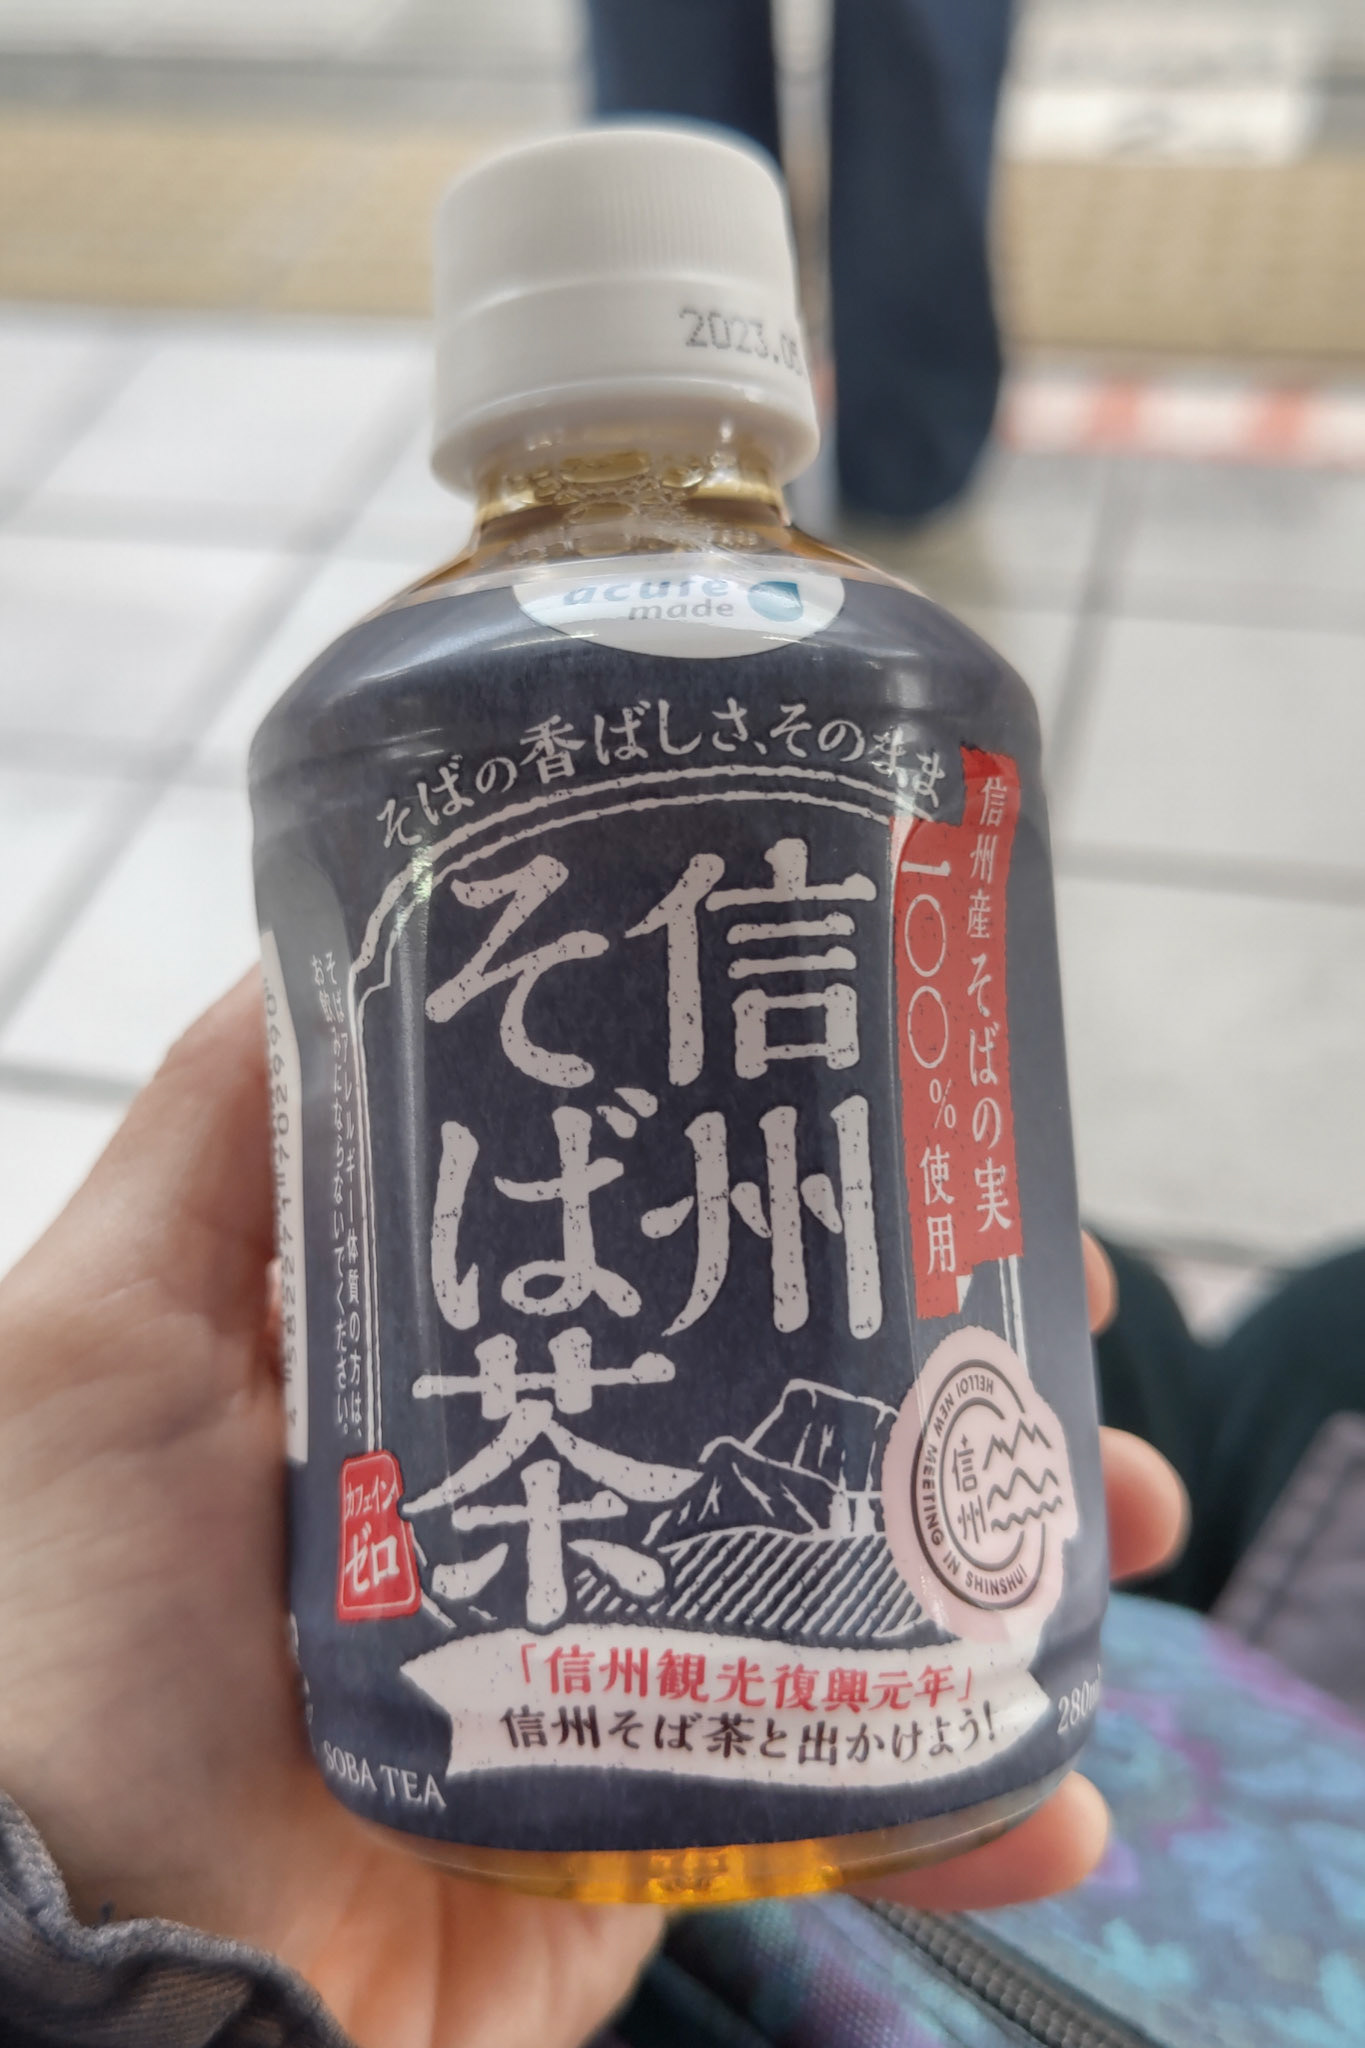 2023.05
acure
made
そばの香ばしさ、そのまま
信州産そばの実
一〇〇%使用
信州
そば茶
そばアレルギー体質の方は、
お飲みにならないでください。
カフェイン
ゼロ
HELLO! NEW MEETING IN SHINSHU
信州
「信州観光復興元年」
信州そば茶と出かけよう!
280ml
SOBA TEA